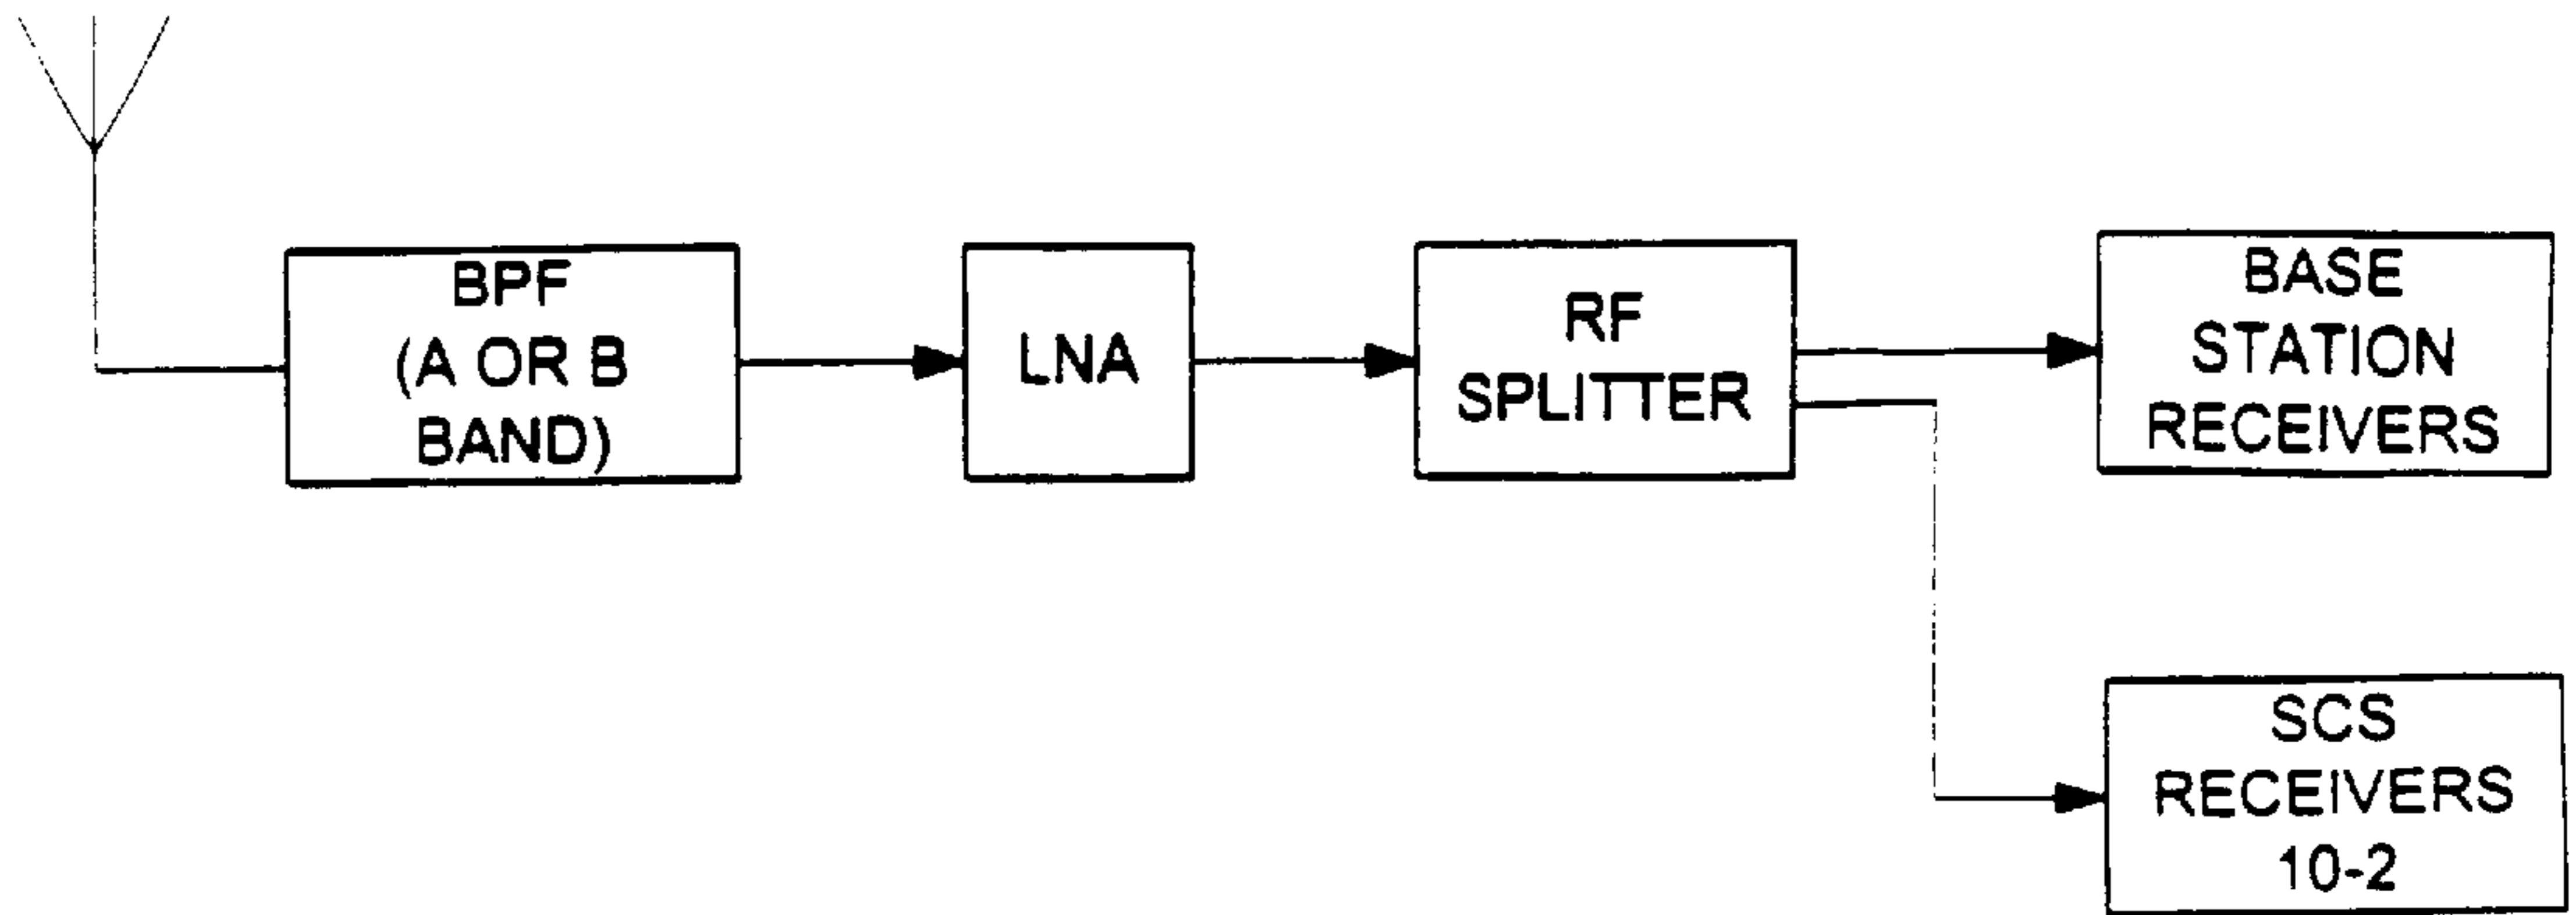 BPF
(A OR B
BAND)
LNA
RF
SPLITTER
BASE
STATION
RECEIVERS
SCS
RECEIVERS
10-2